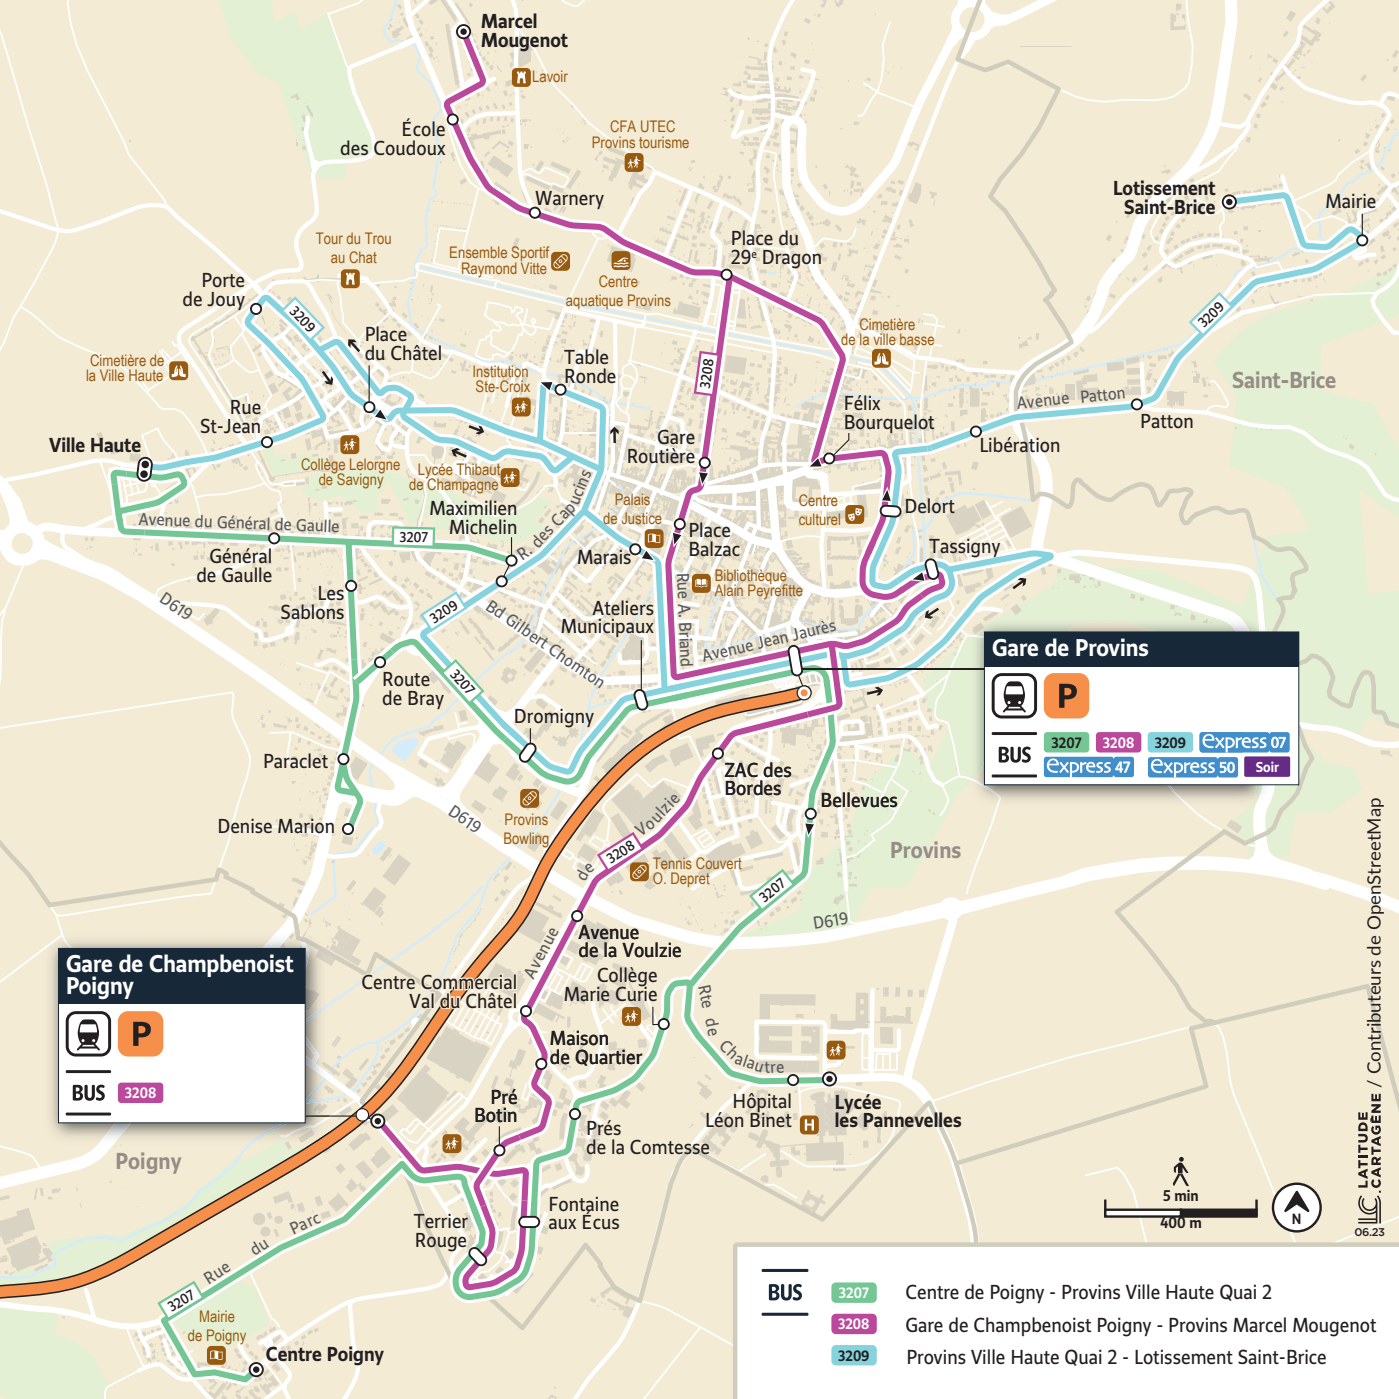 Marcel
Mougenot
Lavoir
École
des Coudoux
CFA UTEC
Provins tourisme
Warnery
Lotissement
Saint-Brice
Mairie
Tour du Trou
au Chat
Ensemble Sportif
Raymond Vitte
Centre
aquatique Provins
Place du
29e Dragon
Porte
de Jouy
3209
Place
du Châtel
Cimetière de
la Ville Haute
Institution
Ste-Croix
Table
Ronde
3208
Cimetière
de la ville basse
3209
Saint-Brice
Avenue Patton
Patton
Rue
St-Jean
Ville Haute
Collège Lelorgne
de Savigny
Lycée Thibaut
de Champagne
Gare
Routière
Félix
Bourquelot
Libération
Maximilien
Michelin
R. des Capucins
Palais
de Justice
Centre
culturel
Delort
Avenue du Général de Gaulle
3207
Général
de Gaulle
Marais
Place
Balzac
Tassigny
Les
Sablons
D619
3209
Bd Gilbert Chomton
Ateliers
Municipaux
Rue A. Briand
Bibliothèque
Alain Peyrefitte
Avenue Jean Jaurès
Gare de Provins
P
BUS
3207
3208
3209
express 07
express 47
express 50
Soir
Route
de Bray
3207
Dromigny
Paraclet
ZAC des
Bordes
Bellevues
Denise Marion
D619
Provins
Bowling
Avenue de Voulzie
3208
Tennis Couvert
O. Depret
Provins
3207
D619
Avenue
de la Voulzie
Gare de Champbenoist
Poigny
P
BUS
3208
Centre Commercial
Val du Châtel
Collège
Marie Curie
Rte de Chalautre
Maison
de Quartier
Pré
Botin
Hôpital
Léon Binet
H
Lycée
les Pannevelles
Prés
de la Comtesse
Poigny
Terrier
Rouge
Fontaine
aux Écus
Rue du Parc
3207
Mairie
de Poigny
Centre Poigny
5 min
400 m
N
LATITUDE
.CARTAGÈNE / Contributeurs de OpenStreetMap
06.23
BUS
3207 Centre de Poigny - Provins Ville Haute Quai 2
3208 Gare de Champbenoist Poigny - Provins Marcel Mougenot
3209 Provins Ville Haute Quai 2 - Lotissement Saint-Brice